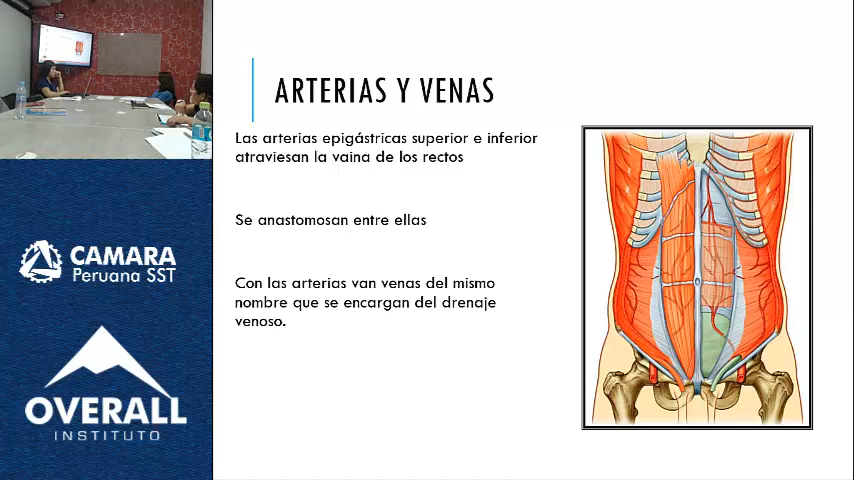 ARTERIAS Y VENAS
Las arterias epigástricas superior e inferior
atraviesan la vaina de los rectos
Se anastomosan entre ellas
Con las arterias van venas del mismo
nombre que se encargan del drenaje
venoso.
CAMARA
Peruana SST
OVERALL
INSTITUTO